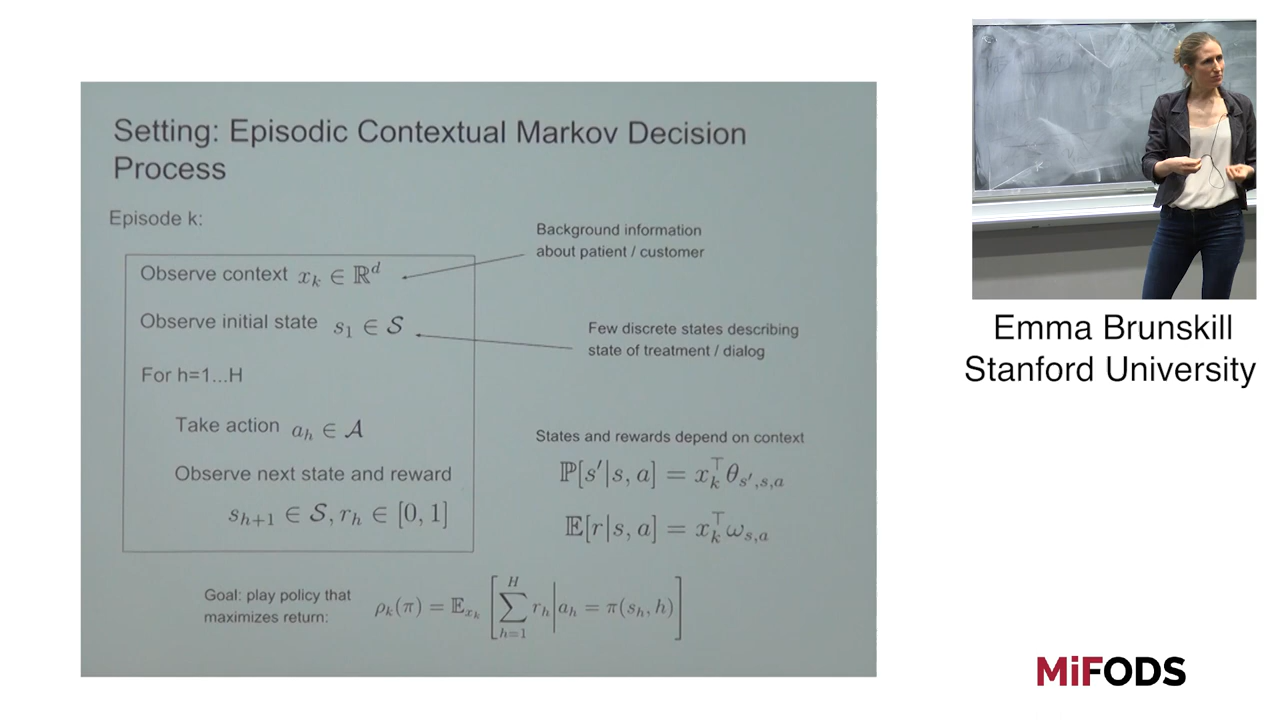 Setting: Episodic Contextual Markov Decision
Process
Episode k:
Observe context x_k ∈ ℝ^d
Observe initial state s_1 ∈ 𝒮
For h=1...H
Take action a_h ∈ 𝒜
Observe next state and reward
s_{h+1} ∈ 𝒮, r_h ∈ [0, 1]
Background information
about patient / customer
Few discrete states describing
state of treatment / dialog
States and rewards depend on context
ℙ[s'|s, a] = x_k^⊤ θ_{s',s,a}
𝔼[r|s, a] = x_k^⊤ ω_{s,a}
Goal: play policy that
maximizes return:
ρ_k(π) = 𝔼_{x_k} [ ∑_{h=1}^{H} r_h | a_h = π(s_h, h) ]
Emma Brunskill
Stanford University
MiFODS